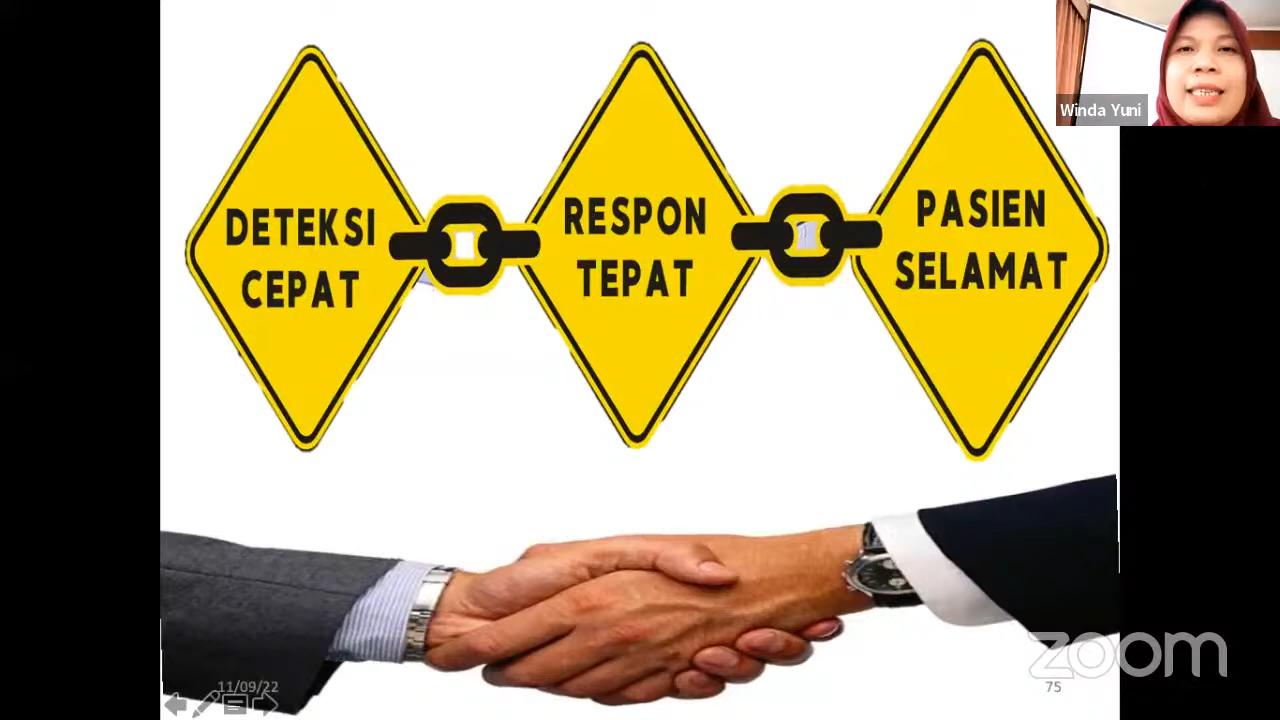 Winda Yuni
DETEKSI
CEPAT
RESPON
TEPAT
PASIEN
SELAMAT
zoom
11/09/22
75